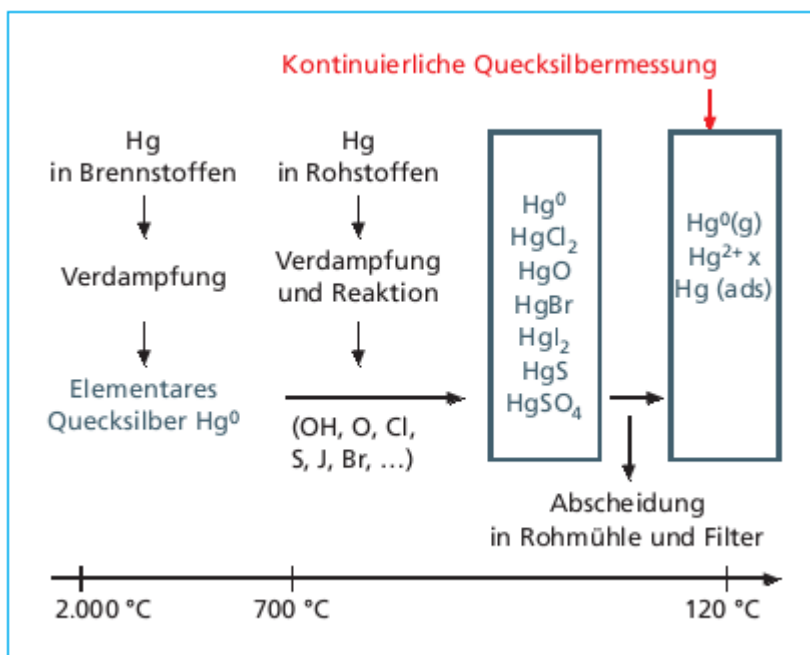 Kontinuierliche Quecksilbermessung
Hg
in Brennstoffen
Verdampfung
Elementares
Quecksilber Hg⁰
Hg
in Rohstoffen
Verdampfung
und Reaktion
(OH, O, Cl,
S, J, Br, ...)
Hg⁰
HgCl₂
HgO
HgBr
HgI₂
HgS
HgSO₄
Hg⁰(g)
Hg²⁺ x
Hg (ads)
Abscheidung
in Rohmühle und Filter
2.000 °C
700 °C
120 °C